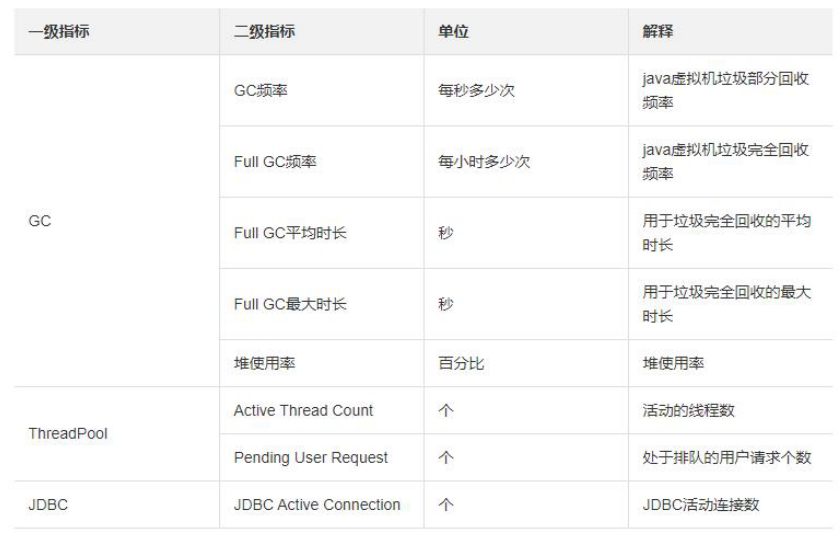 一级指标 二级指标 单位 解释
GC频率 每秒多少次 java虚拟机垃圾部分回收
频率
Full GC频率 每小时多少次 java虚拟机垃圾完全回收
频率
GC
Full GC平均时长 秒 用于垃圾完全回收的平均
时长
Full GC最大时长 秒 用于垃圾完全回收的最大
时长
堆使用率 百分比 堆使用率
ThreadPool
Active Thread Count 个 活动的线程数
Pending User Request 个 处于排队的用户请求个数
JDBC JDBC Active Connection 个 JDBC活动连接数